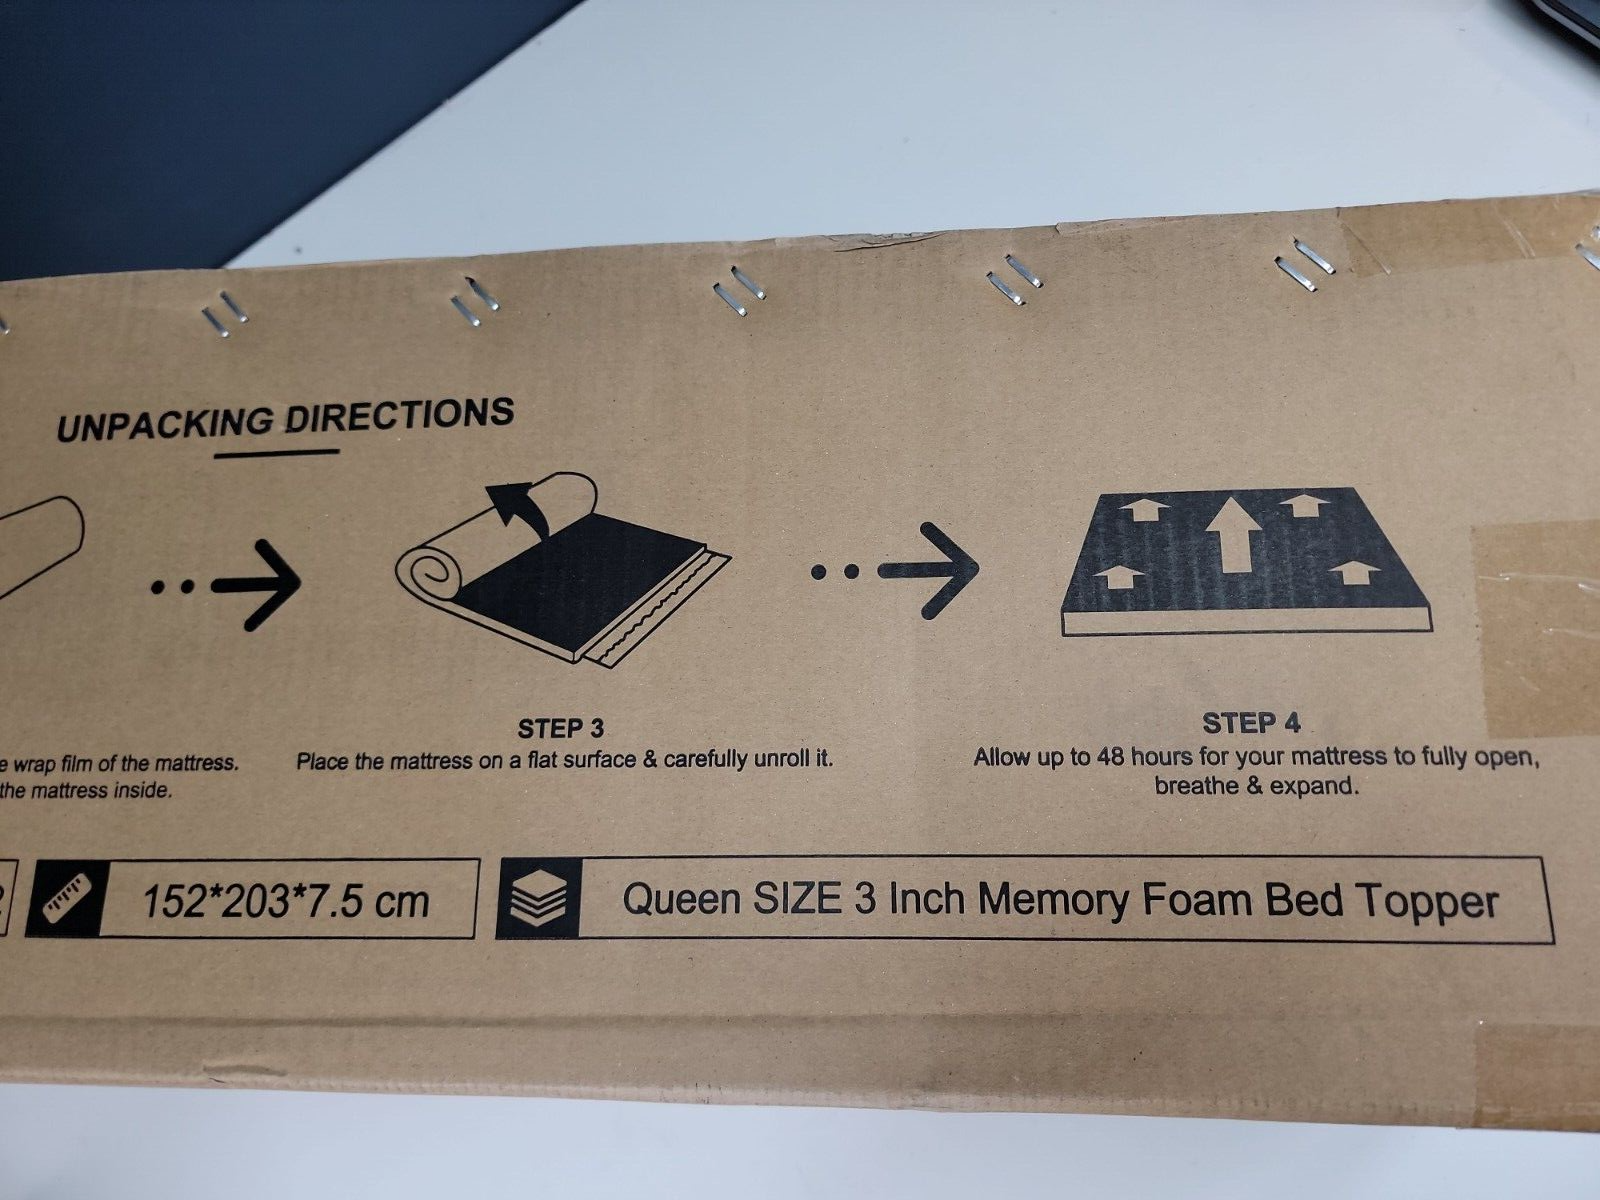 UNPACKING DIRECTIONS
wrap film of the mattress.
the mattress inside.
STEP 3
Place the mattress on a flat surface & carefully unroll it.
STEP 4
Allow up to 48 hours for your mattress to fully open,
breathe & expand.
152*203*7.5 cm
Queen SIZE 3 Inch Memory Foam Bed Topper